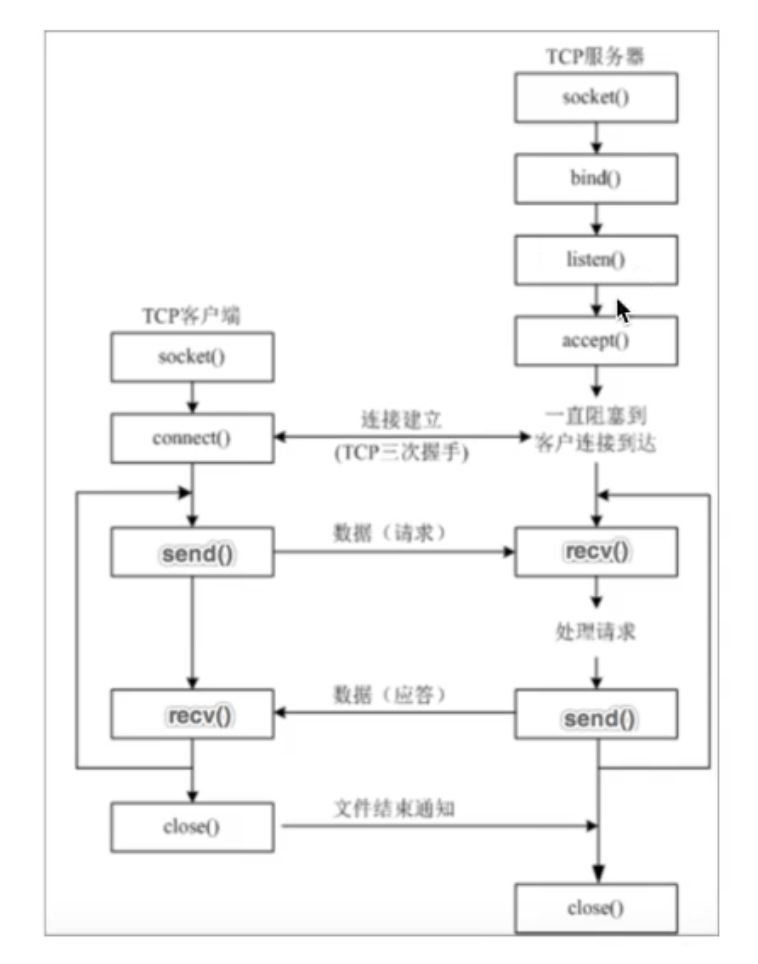 TCP服务器
socket()
bind()
listen()
accept()
一直阻塞到
客户连接到达
TCP客户端
socket()
connect()
连接建立
(TCP三次握手)
send()
数据（请求）
recv()
处理请求
recv()
数据（应答）
send()
close()
文件结束通知
close()